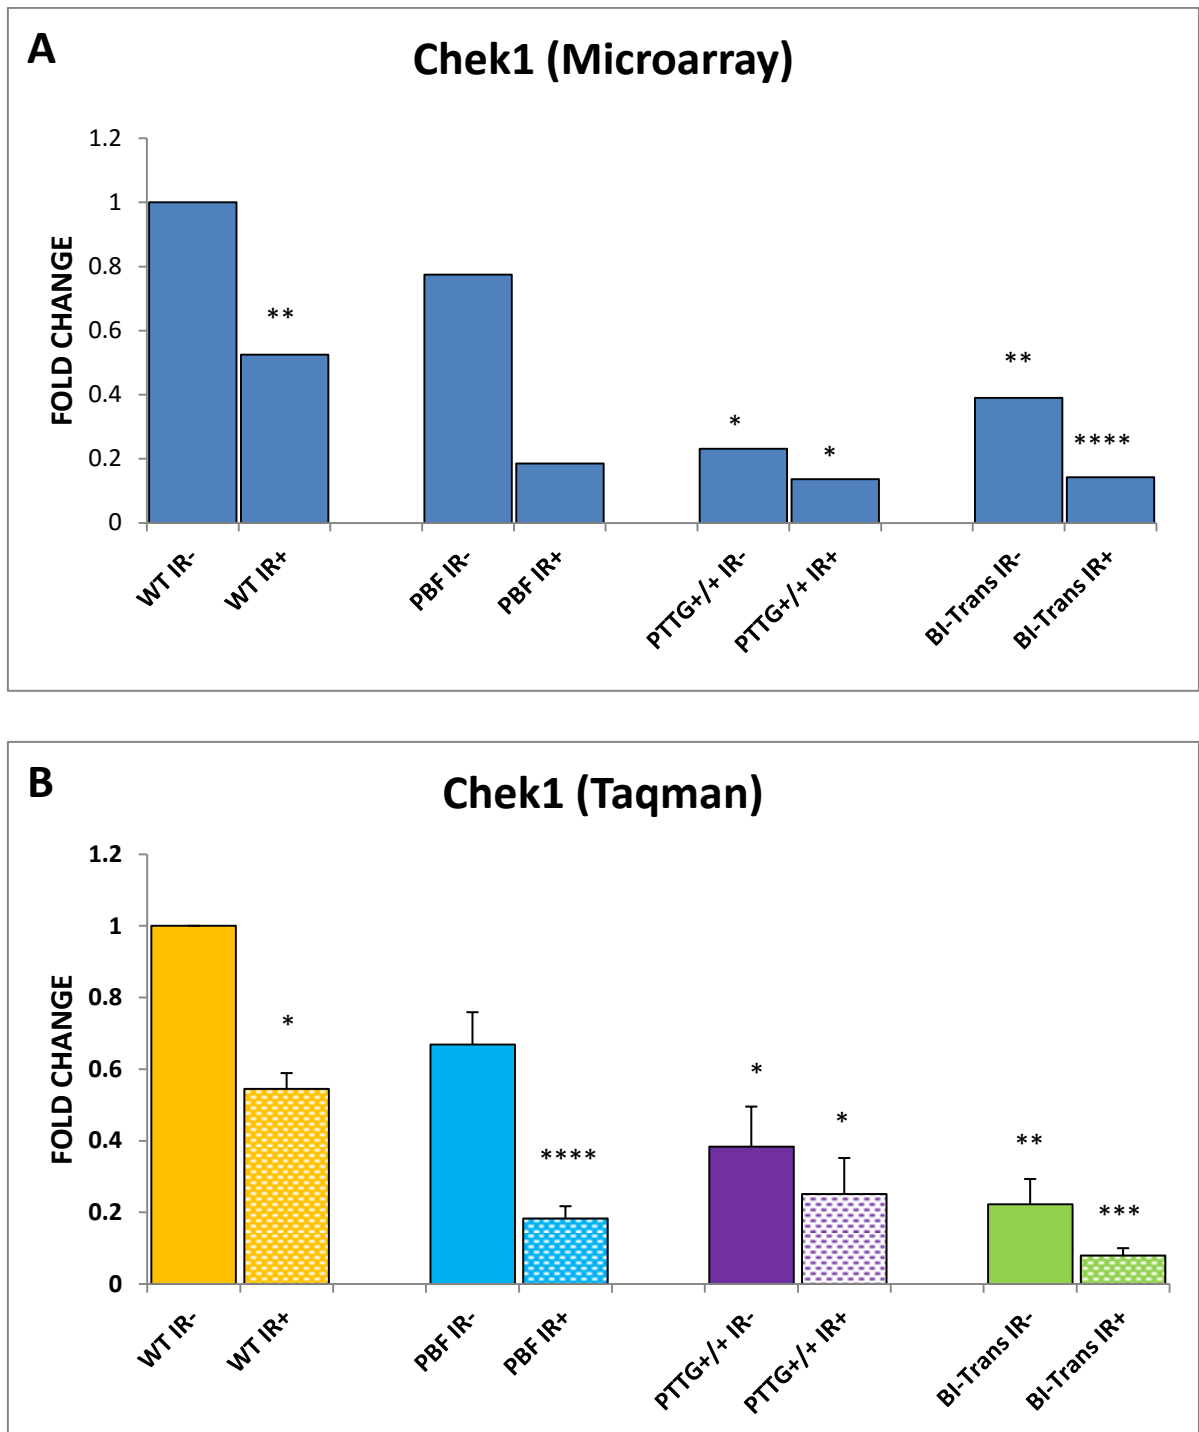 A
Chek1 (Microarray)
FOLD CHANGE
1.2
1
0.8
0.6
0.4
0.2
0
**
*
*
**
****
WT IR-
WT IR+
PBF IR-
PBF IR+
PTTG+/+ IR-
PTTG+/+ IR+
BI-Trans IR-
BI-Trans IR+
B
Chek1 (Taqman)
FOLD CHANGE
1.2
1
0.8
0.6
0.4
0.2
0
*
****
*
*
**
***
WT IR-
WT IR+
PBF IR-
PBF IR+
PTTG+/+ IR-
PTTG+/+ IR+
BI-Trans IR-
BI-Trans IR+